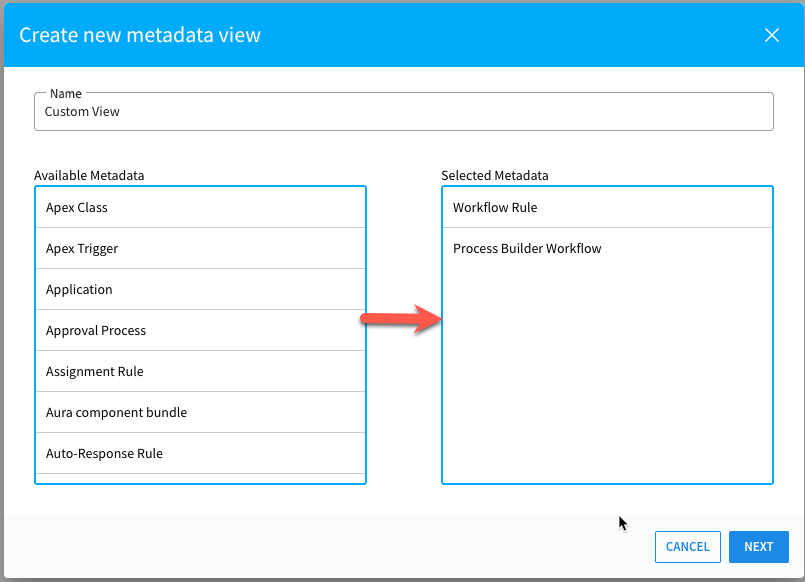 Create new metadata view
Name
Custom View
Available Metadata
Apex Class
Apex Trigger
Application
Approval Process
Assignment Rule
Aura component bundle
Auto-Response Rule
Selected Metadata
Workflow Rule
Process Builder Workflow
CANCEL
NEXT